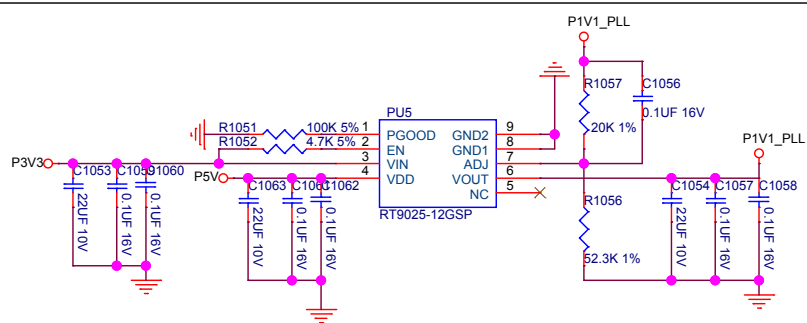 P1V1_PLL
R1057
C1056
0.1UF 16V
20K 1%
PU5
R1051
100K 5%
1
PGOOD
GND2
9
R1052
4.7K 5%
2
EN
GND1
8
P3V3
3
VIN
ADJ
7
P1V1_PLL
P5V
4
VDD
VOUT
6
NC
5
C1053
C1059
C1060
22UF 10V
0.1UF 16V
0.1UF 16V
C1063
C1061
C1062
22UF 10V
0.1UF 16V
0.1UF 16V
RT9025-12GSP
R1056
52.3K 1%
C1054
C1057
C1058
22UF 10V
0.1UF 16V
0.1UF 16V